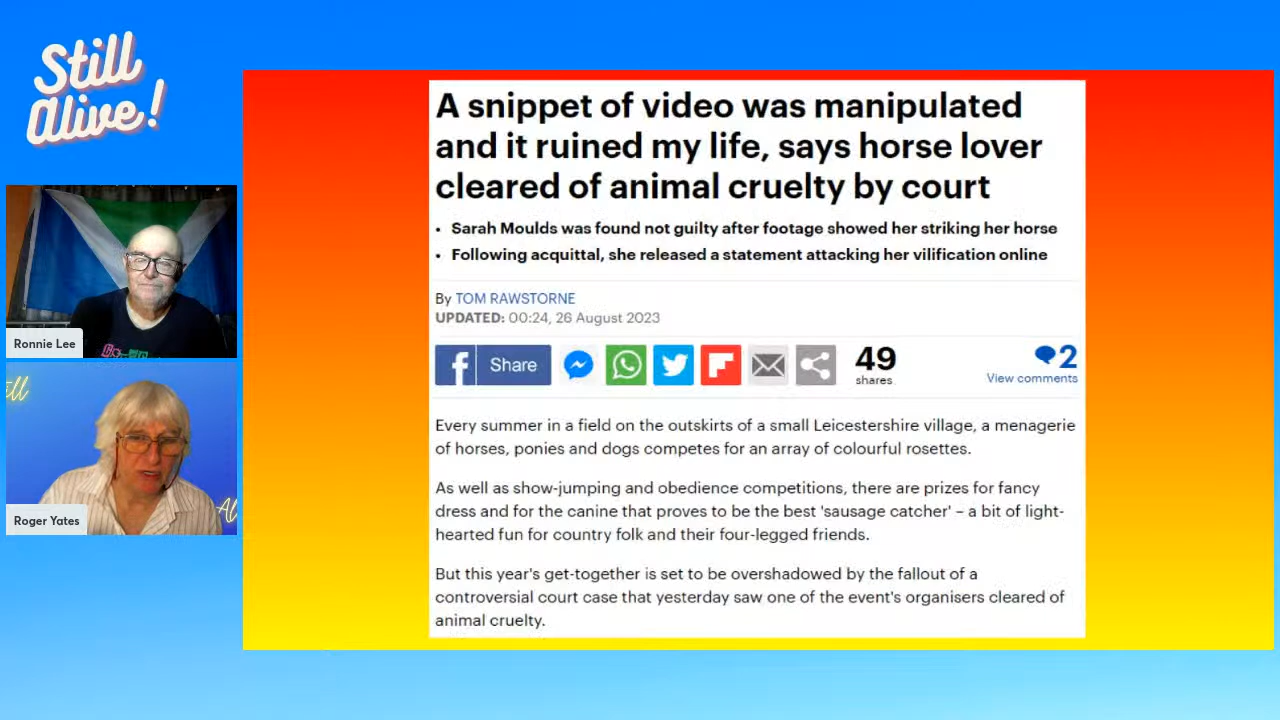 Still
Alive!
A snippet of video was manipulated
and it ruined my life, says horse lover
cleared of animal cruelty by court
• Sarah Moulds was found not guilty after footage showed her striking her horse
• Following acquittal, she released a statement attacking her vilification online
By TOM RAWSTORNE
UPDATED: 00:24, 26 August 2023
f Share
49
shares
2
View comments
Every summer in a field on the outskirts of a small Leicestershire village, a menagerie
of horses, ponies and dogs competes for an array of colourful rosettes.
As well as show-jumping and obedience competitions, there are prizes for fancy
dress and for the canine that proves to be the best 'sausage catcher' – a bit of light-
hearted fun for country folk and their four-legged friends.
But this year's get-together is set to be overshadowed by the fallout of a
controversial court case that yesterday saw one of the event's organisers cleared of
animal cruelty.
Ronnie Lee
Roger Yates